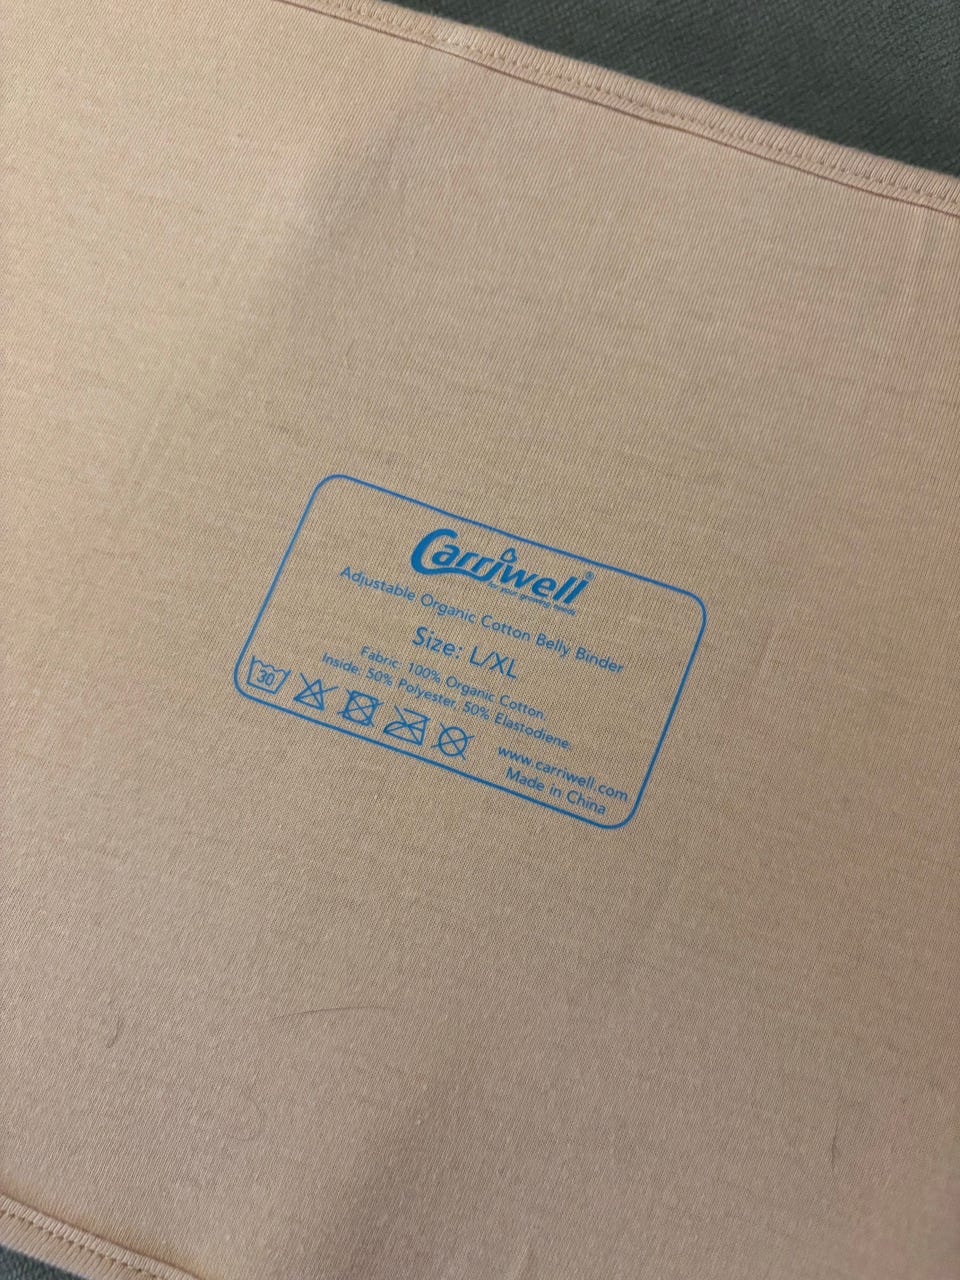 Carriwell®
for your growing needs
Adjustable Organic Cotton Belly Binder
Size: L/XL
Fabric: 100% Organic Cotton.
Inside: 50% Polyester, 50% Elastodiene.
30
www.carriwell.com
Made in China